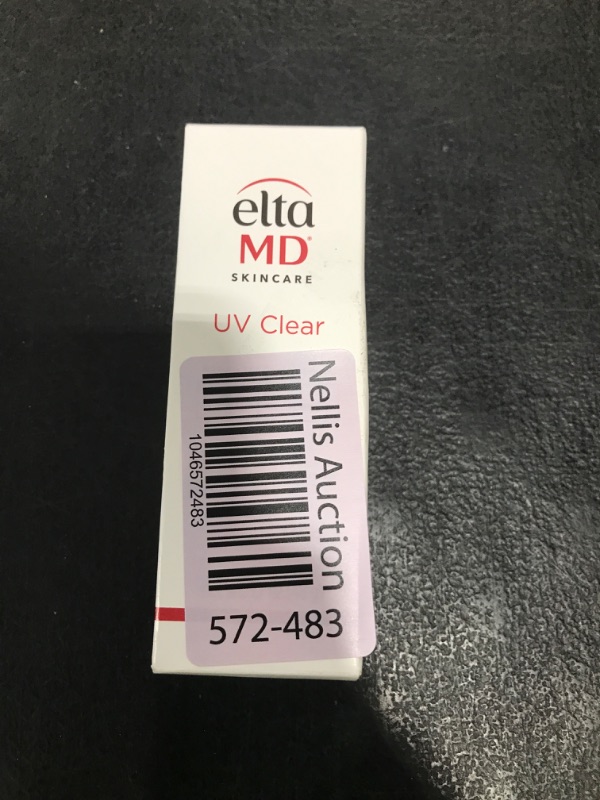 elta
MD®
SKINCARE
UV Clear
Nellis Auction
1046572483
572-483